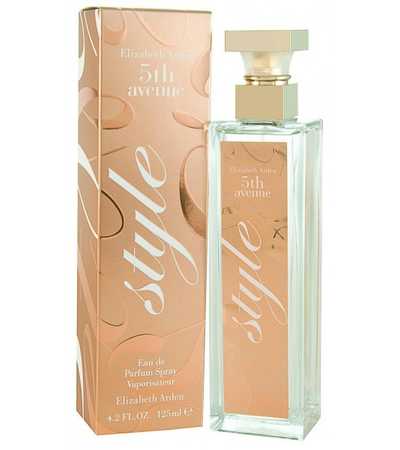 Elizabeth Arden
5th
avenue
style
Eau de
Parfum Spray
Vaporisateur
Elizabeth Arden
4.2 FL.OZ. 125ml ℮
Elizabeth Arden
5th
avenue
style